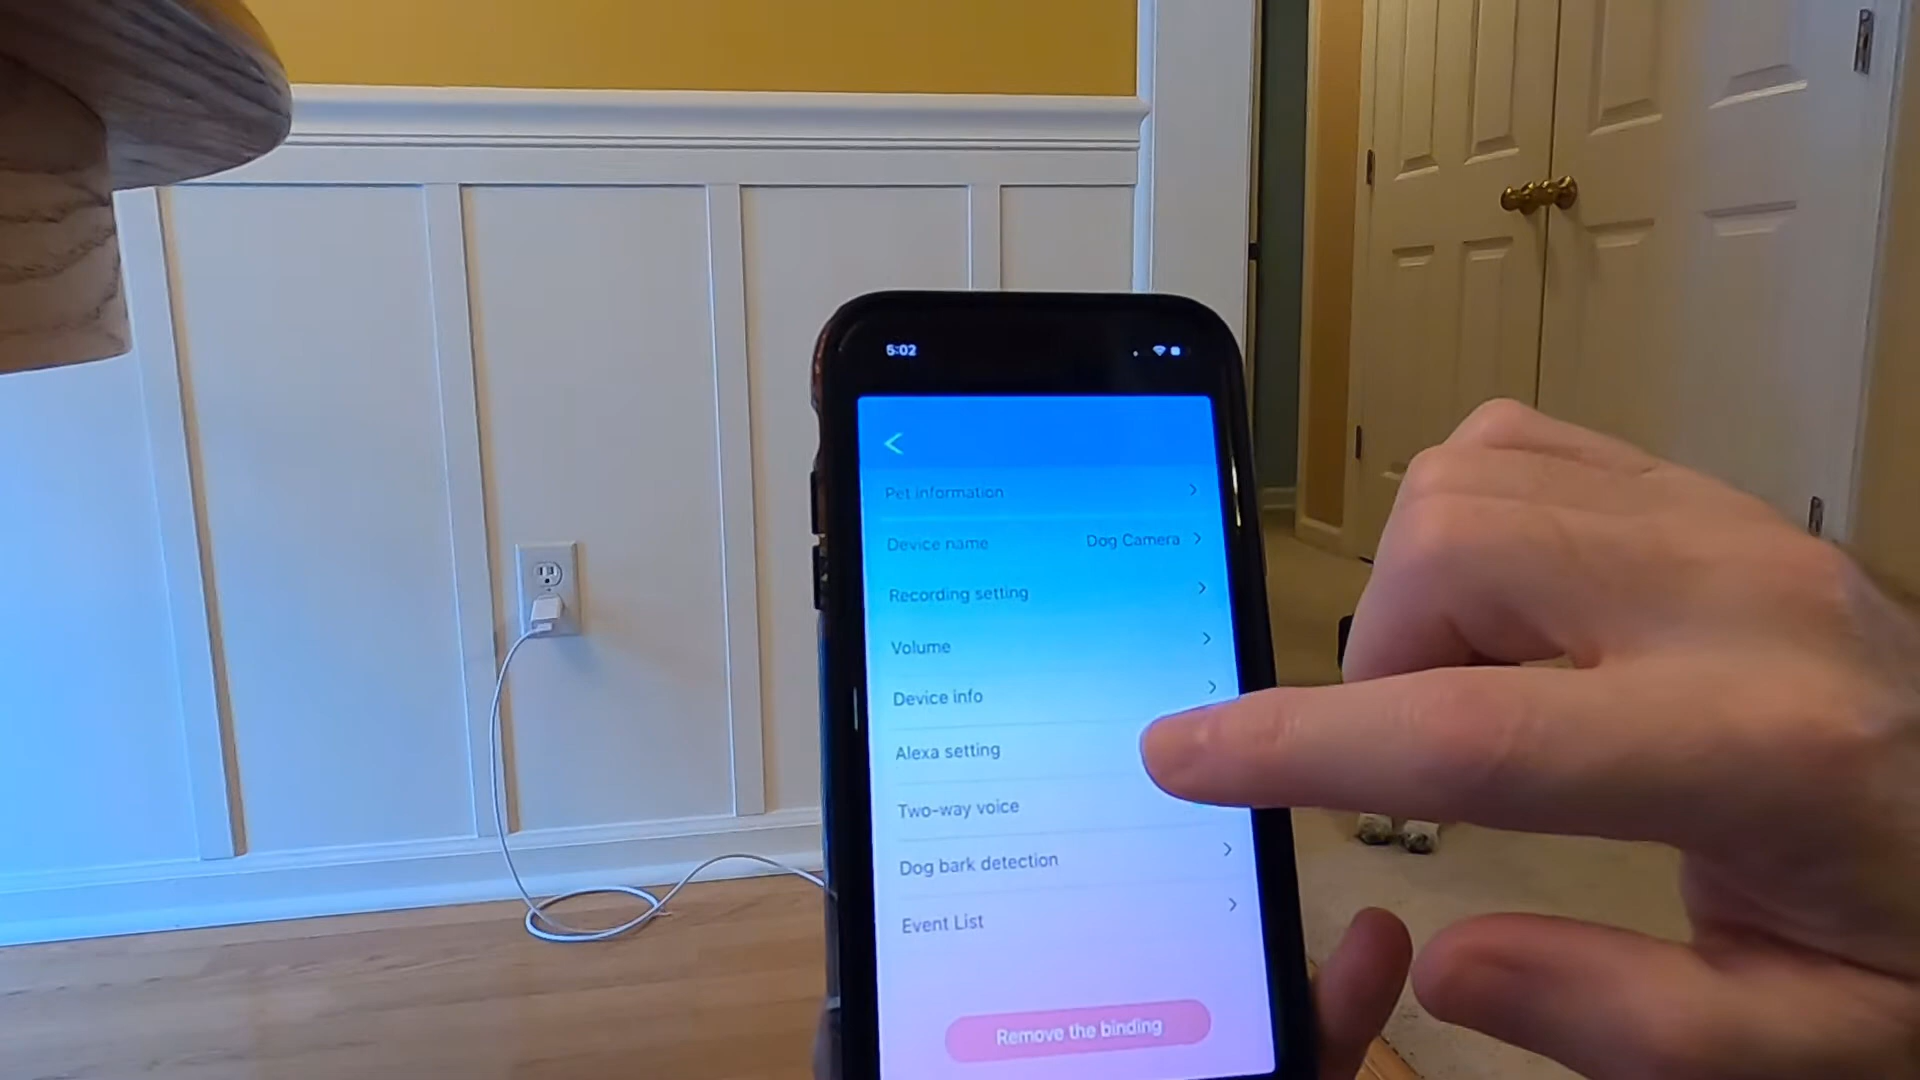 5:02
Pet information
Device name Dog Camera
Recording setting
Volume
Device info
Alexa setting
Two-way voice
Dog bark detection
Event List
Remove the binding